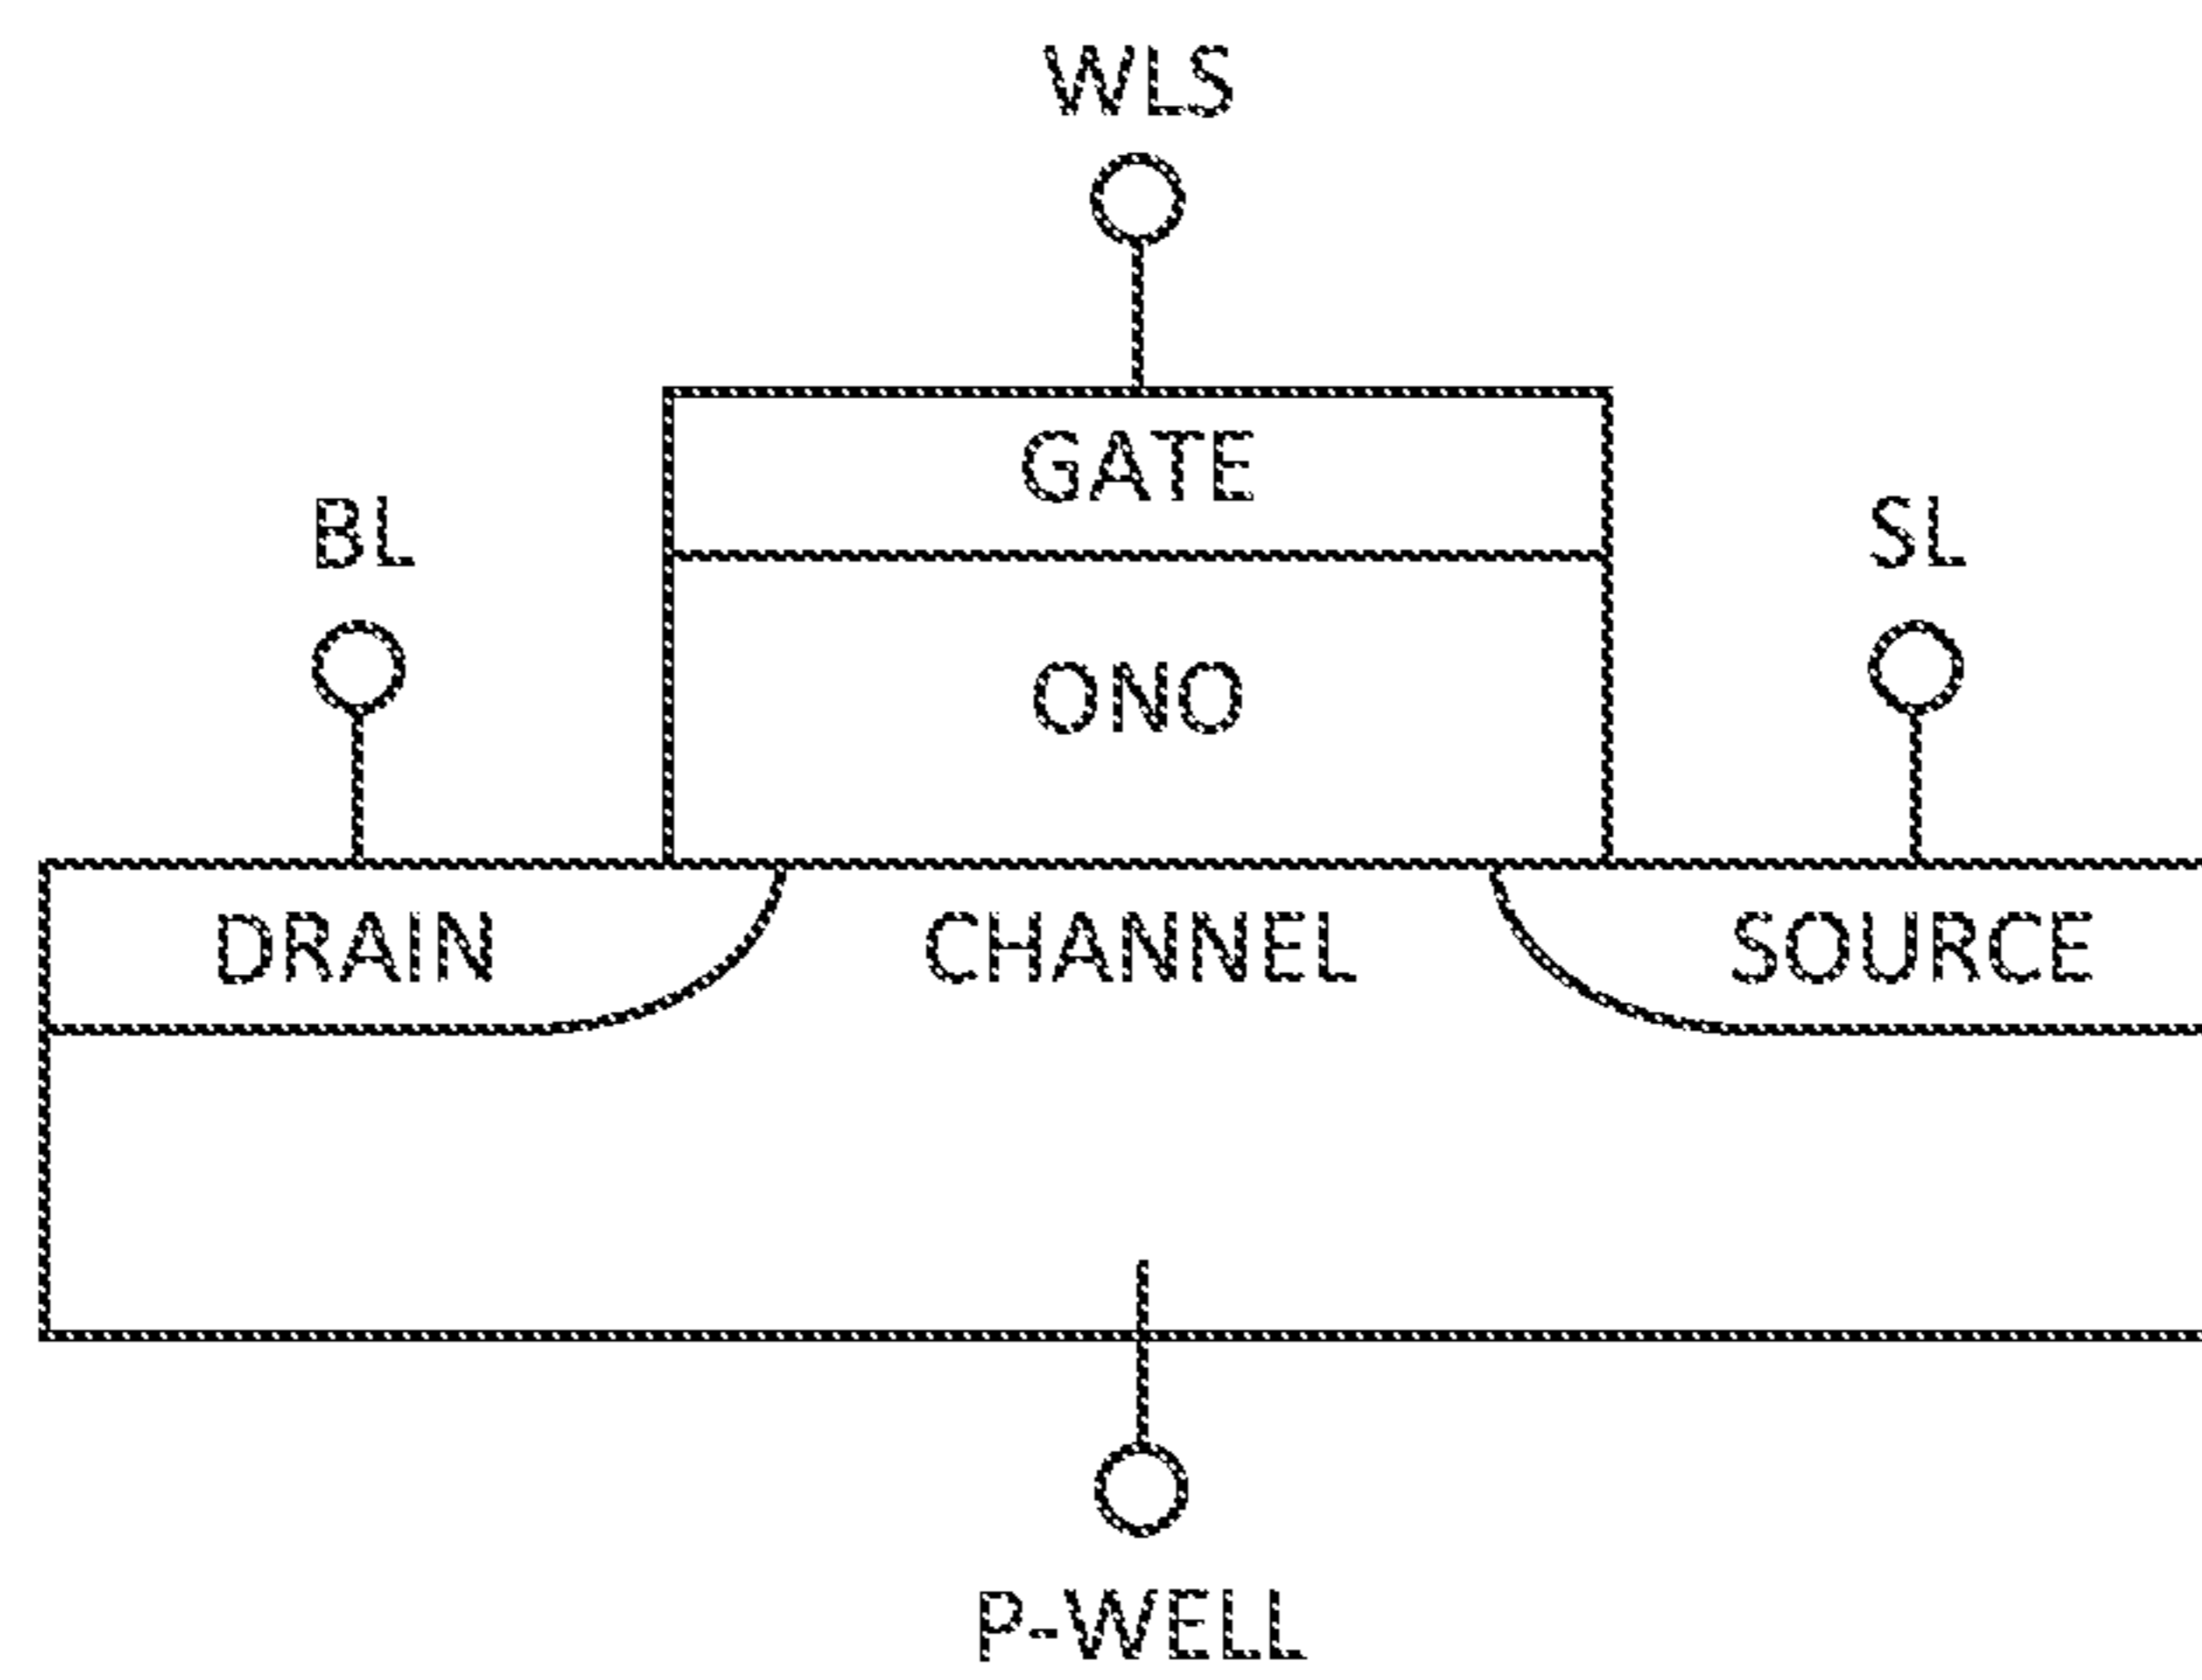 WLS
GATE
BL
SL
ONO
DRAIN
CHANNEL
SOURCE
P-WELL